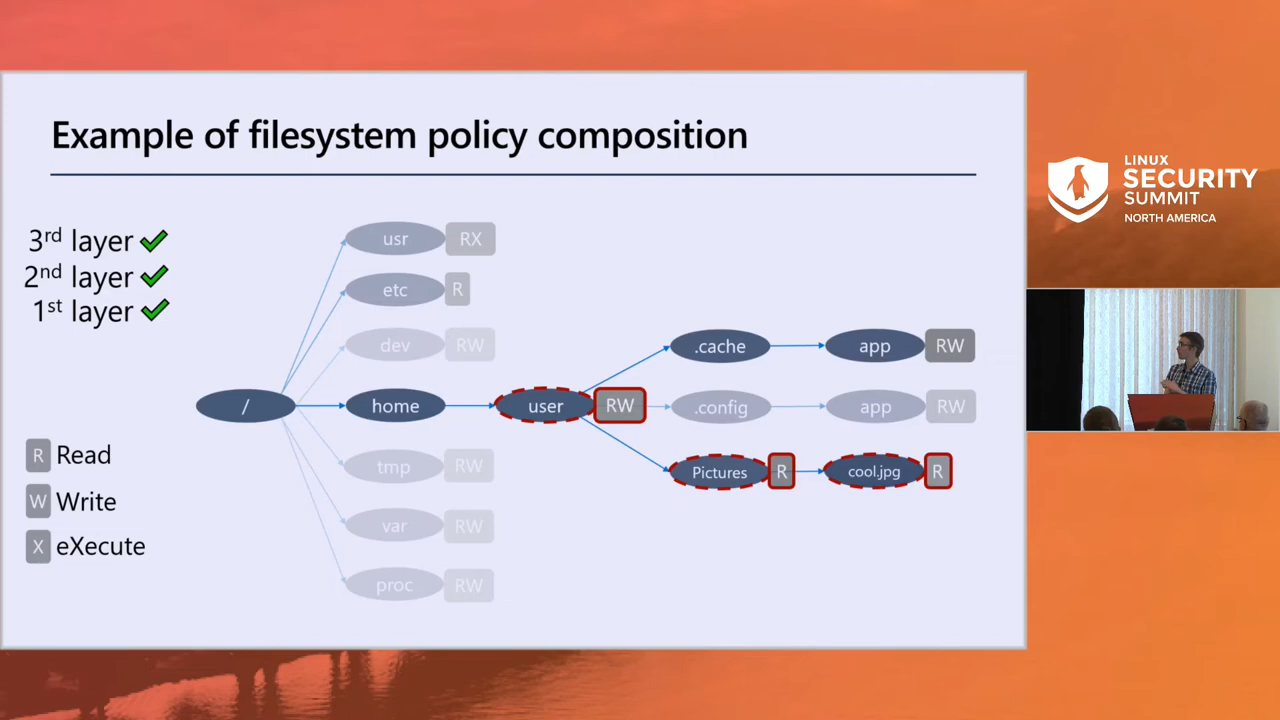 Example of filesystem policy composition
3rd layer
2nd layer
1st layer
usr RX
etc R
dev RW
/ home user RW
tmp RW
var RW
proc RW
.cache app RW
.config app RW
Pictures R cool.jpg R
R Read
W Write
X eXecute
LINUX
SECURITY
SUMMIT
NORTH AMERICA